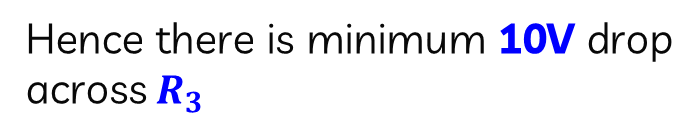 Hence there is minimum 10V drop
across R₃